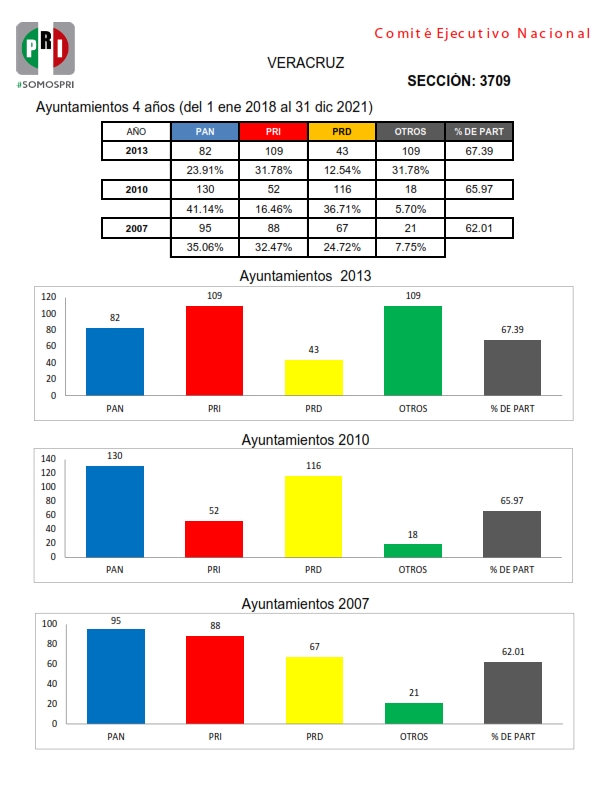 Comité Ejecutivo Nacional
PRI
#SOMOSPRI
VERACRUZ
SECCIÓN: 3709
Ayuntamientos 4 años (del 1 ene 2018 al 31 dic 2021)
AÑO PAN PRI PRD OTROS % DE PART
2013 82 109 43 109 67.39
23.91% 31.78% 12.54% 31.78%
2010 130 52 116 18 65.97
41.14% 16.46% 36.71% 5.70%
2007 95 88 67 21 62.01
35.06% 32.47% 24.72% 7.75%
Ayuntamientos 2013
120
100
80
60
40
20
0
82 109 43 109 67.39
PAN PRI PRD OTROS % DE PART
Ayuntamientos 2010
140
120
100
80
60
40
20
0
130 52 116 18 65.97
PAN PRI PRD OTROS % DE PART
Ayuntamientos 2007
100
80
60
40
20
0
95 88 67 21 62.01
PAN PRI PRD OTROS % DE PART